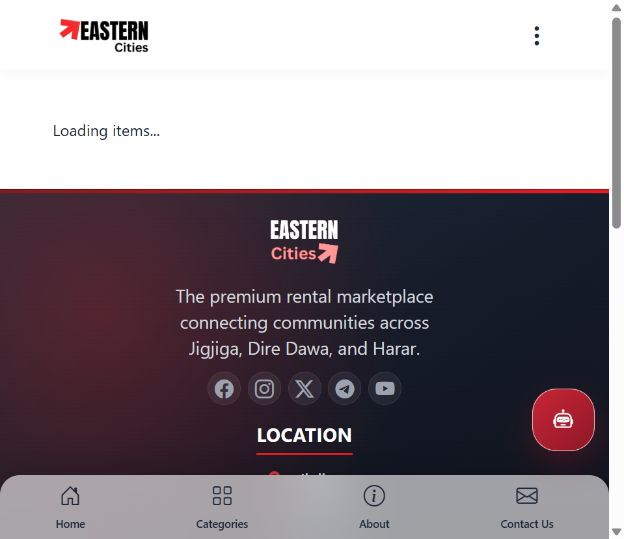 EASTERN
Cities
Loading items...
EASTERN
Cities
The premium rental marketplace
connecting communities across
Jigjiga, Dire Dawa, and Harar.
LOCATION
Home
Categories
About
Contact Us